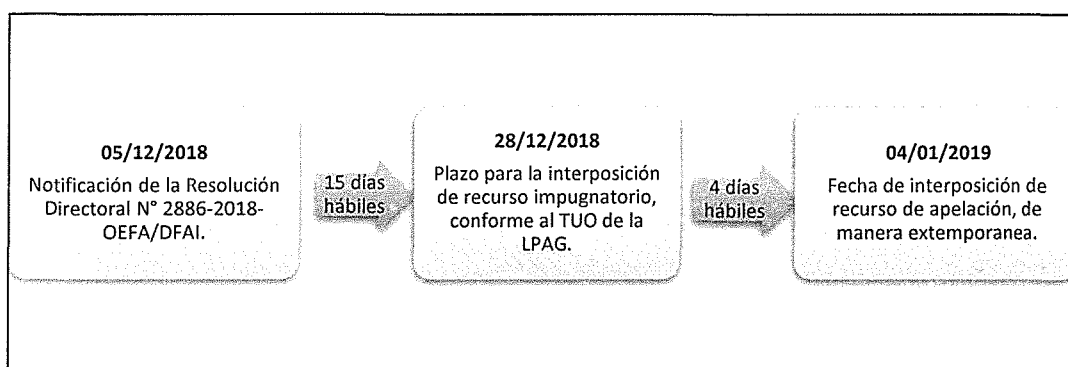 05/12/2018
Notificación de la Resolución
Directoral N° 2886-2018-
OEFA/DFAI.
15 días
hábiles
28/12/2018
Plazo para la interposición
de recurso impugnatorio,
conforme al TUO de la
LPAG.
4 días
hábiles
04/01/2019
Fecha de interposición de
recurso de apelación, de
manera extemporanea.